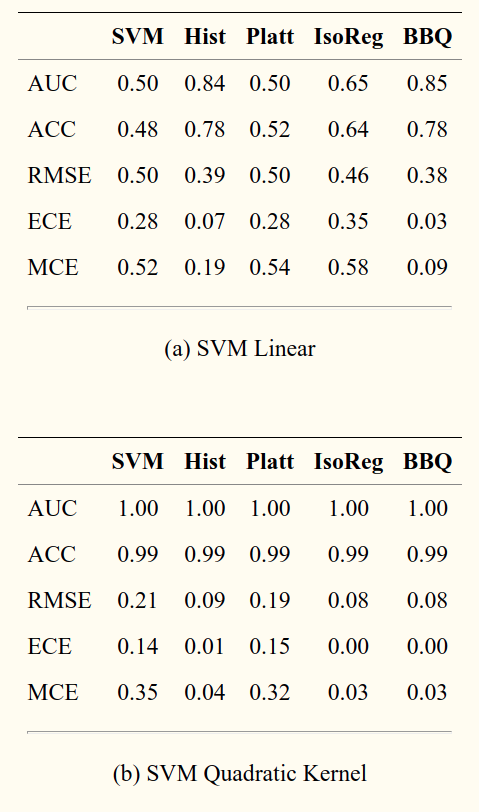 SVM Hist Platt IsoReg BBQ
AUC 0.50 0.84 0.50 0.65 0.85
ACC 0.48 0.78 0.52 0.64 0.78
RMSE 0.50 0.39 0.50 0.46 0.38
ECE 0.28 0.07 0.28 0.35 0.03
MCE 0.52 0.19 0.54 0.58 0.09
(a) SVM Linear
SVM Hist Platt IsoReg BBQ
AUC 1.00 1.00 1.00 1.00 1.00
ACC 0.99 0.99 0.99 0.99 0.99
RMSE 0.21 0.09 0.19 0.08 0.08
ECE 0.14 0.01 0.15 0.00 0.00
MCE 0.35 0.04 0.32 0.03 0.03
(b) SVM Quadratic Kernel